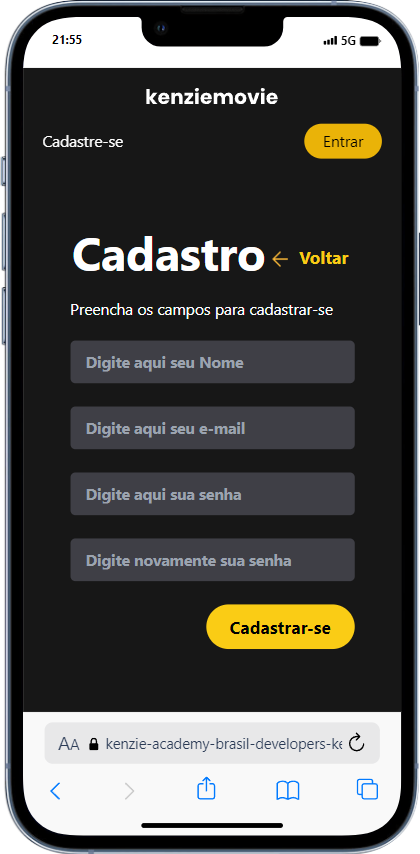 21:55
5G
kenziemovie
Cadastre-se
Entrar
Cadastro
Voltar
Preencha os campos para cadastrar-se
Digite aqui seu Nome
Digite aqui seu e-mail
Digite aqui sua senha
Digite novamente sua senha
Cadastrar-se
AA kenzie-academy-brasil-developers-ke